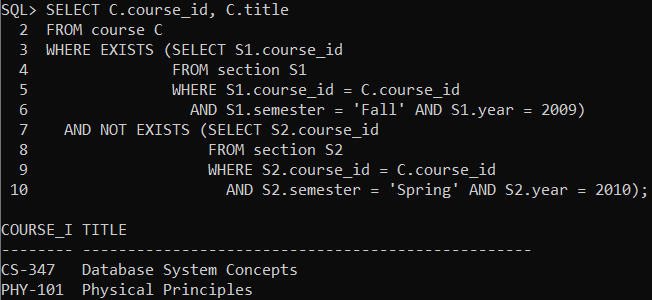 SQL> SELECT C.course_id, C.title
  2  FROM course C
  3  WHERE EXISTS (SELECT S1.course_id
  4                FROM section S1
  5                WHERE S1.course_id = C.course_id
  6                  AND S1.semester = 'Fall' AND S1.year = 2009)
  7    AND NOT EXISTS (SELECT S2.course_id
  8                    FROM section S2
  9                    WHERE S2.course_id = C.course_id
 10                      AND S2.semester = 'Spring' AND S2.year = 2010);
COURSE_I TITLE
-------- --------------------------------------------------
CS-347   Database System Concepts
PHY-101  Physical Principles